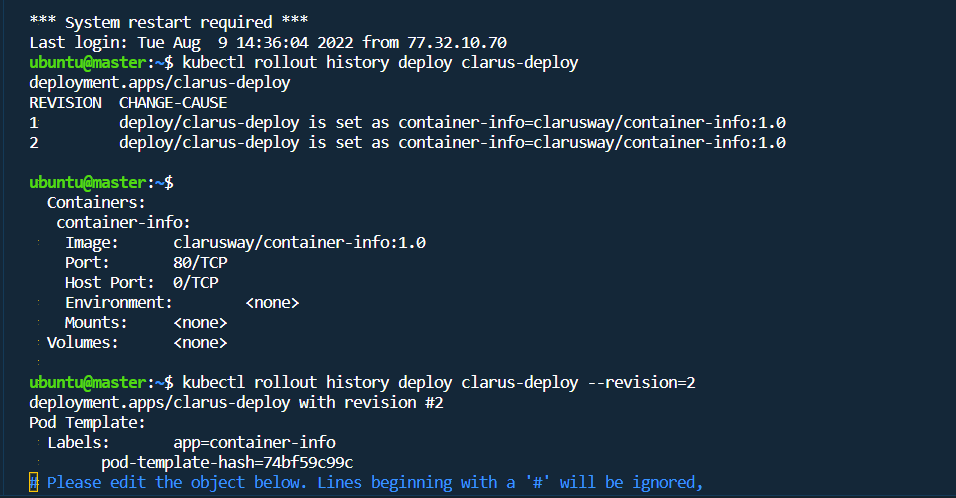 *** System restart required ***
Last login: Tue Aug  9 14:36:04 2022 from 77.32.10.70
ubuntu@master:~$ kubectl rollout history deploy clarus-deploy
deployment.apps/clarus-deploy
REVISION  CHANGE-CAUSE
1         deploy/clarus-deploy is set as container-info=clarusway/container-info:1.0
2         deploy/clarus-deploy is set as container-info=clarusway/container-info:1.0

ubuntu@master:~$
  Containers:
   container-info:
    Image:      clarusway/container-info:1.0
    Port:       80/TCP
    Host Port:  0/TCP
    Environment:        <none>
    Mounts:     <none>
  Volumes:      <none>

ubuntu@master:~$ kubectl rollout history deploy clarus-deploy --revision=2
deployment.apps/clarus-deploy with revision #2
Pod Template:
  Labels:       app=container-info
        pod-template-hash=74bf59c99c
# Please edit the object below. Lines beginning with a '#' will be ignored,